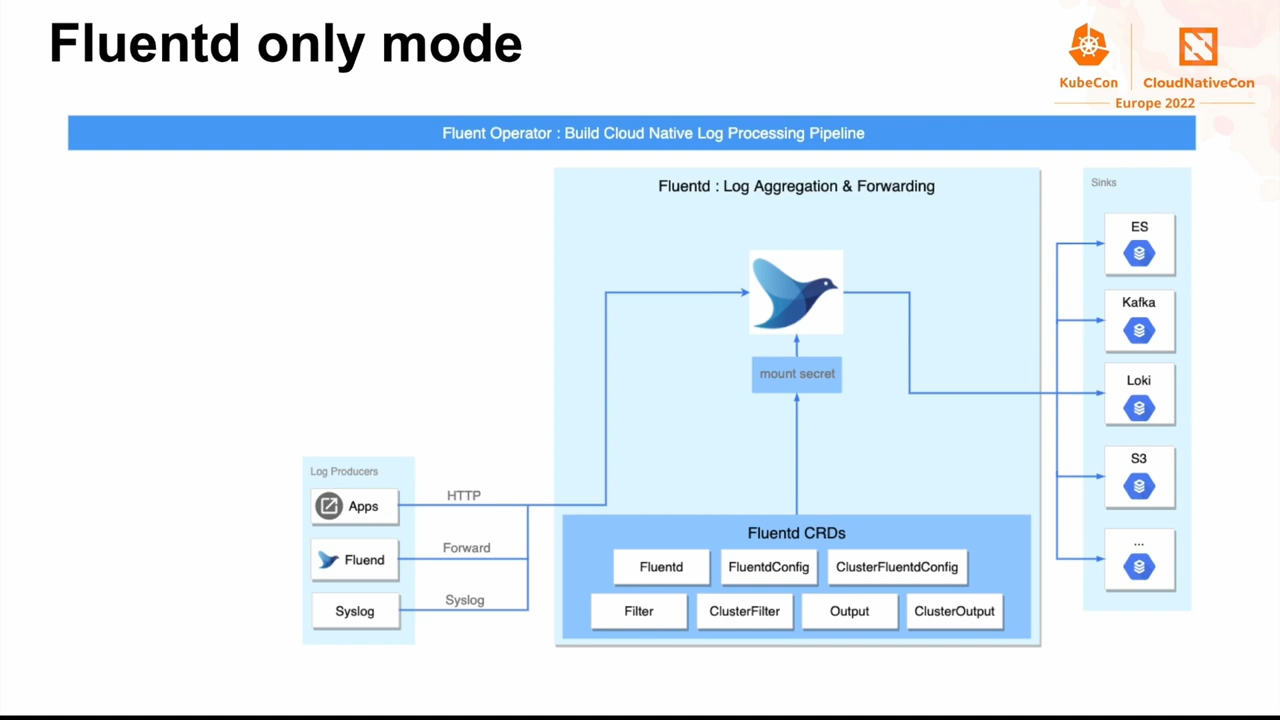 Fluentd only mode
KubeCon
CloudNativeCon
Europe 2022
Fluent Operator : Build Cloud Native Log Processing Pipeline
Fluentd : Log Aggregation & Forwarding
Sinks
ES
Kafka
mount secret
Loki
S3
...
Log Producers
Apps
HTTP
Fluend
Forward
Syslog
Syslog
Fluentd CRDs
Fluentd
FluentdConfig
ClusterFluentdConfig
Filter
ClusterFilter
Output
ClusterOutput